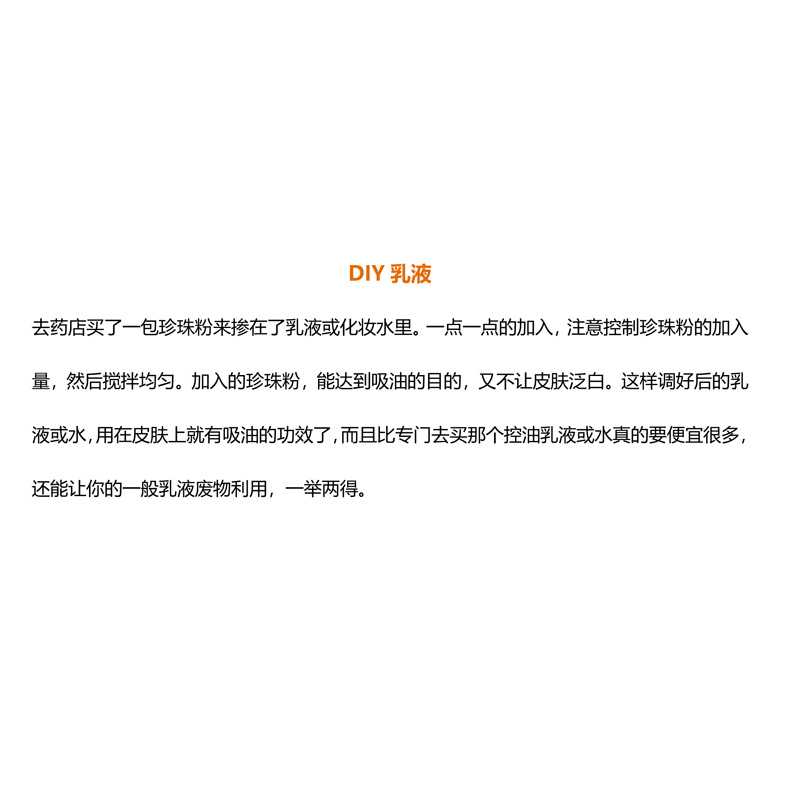 DIY 乳液
去药店买了一包珍珠粉来掺在了乳液或化妆水里。一点一点的加入，注意控制珍珠粉的加入
量，然后搅拌均匀。加入的珍珠粉，能达到吸油的目的，又不让皮肤泛白。这样调好后的乳
液或水，用在皮肤上就有吸油的功效了，而且比专门去买那个控油乳液或水真的要便宜很多，
还能让你的一般乳液废物利用，一举两得。